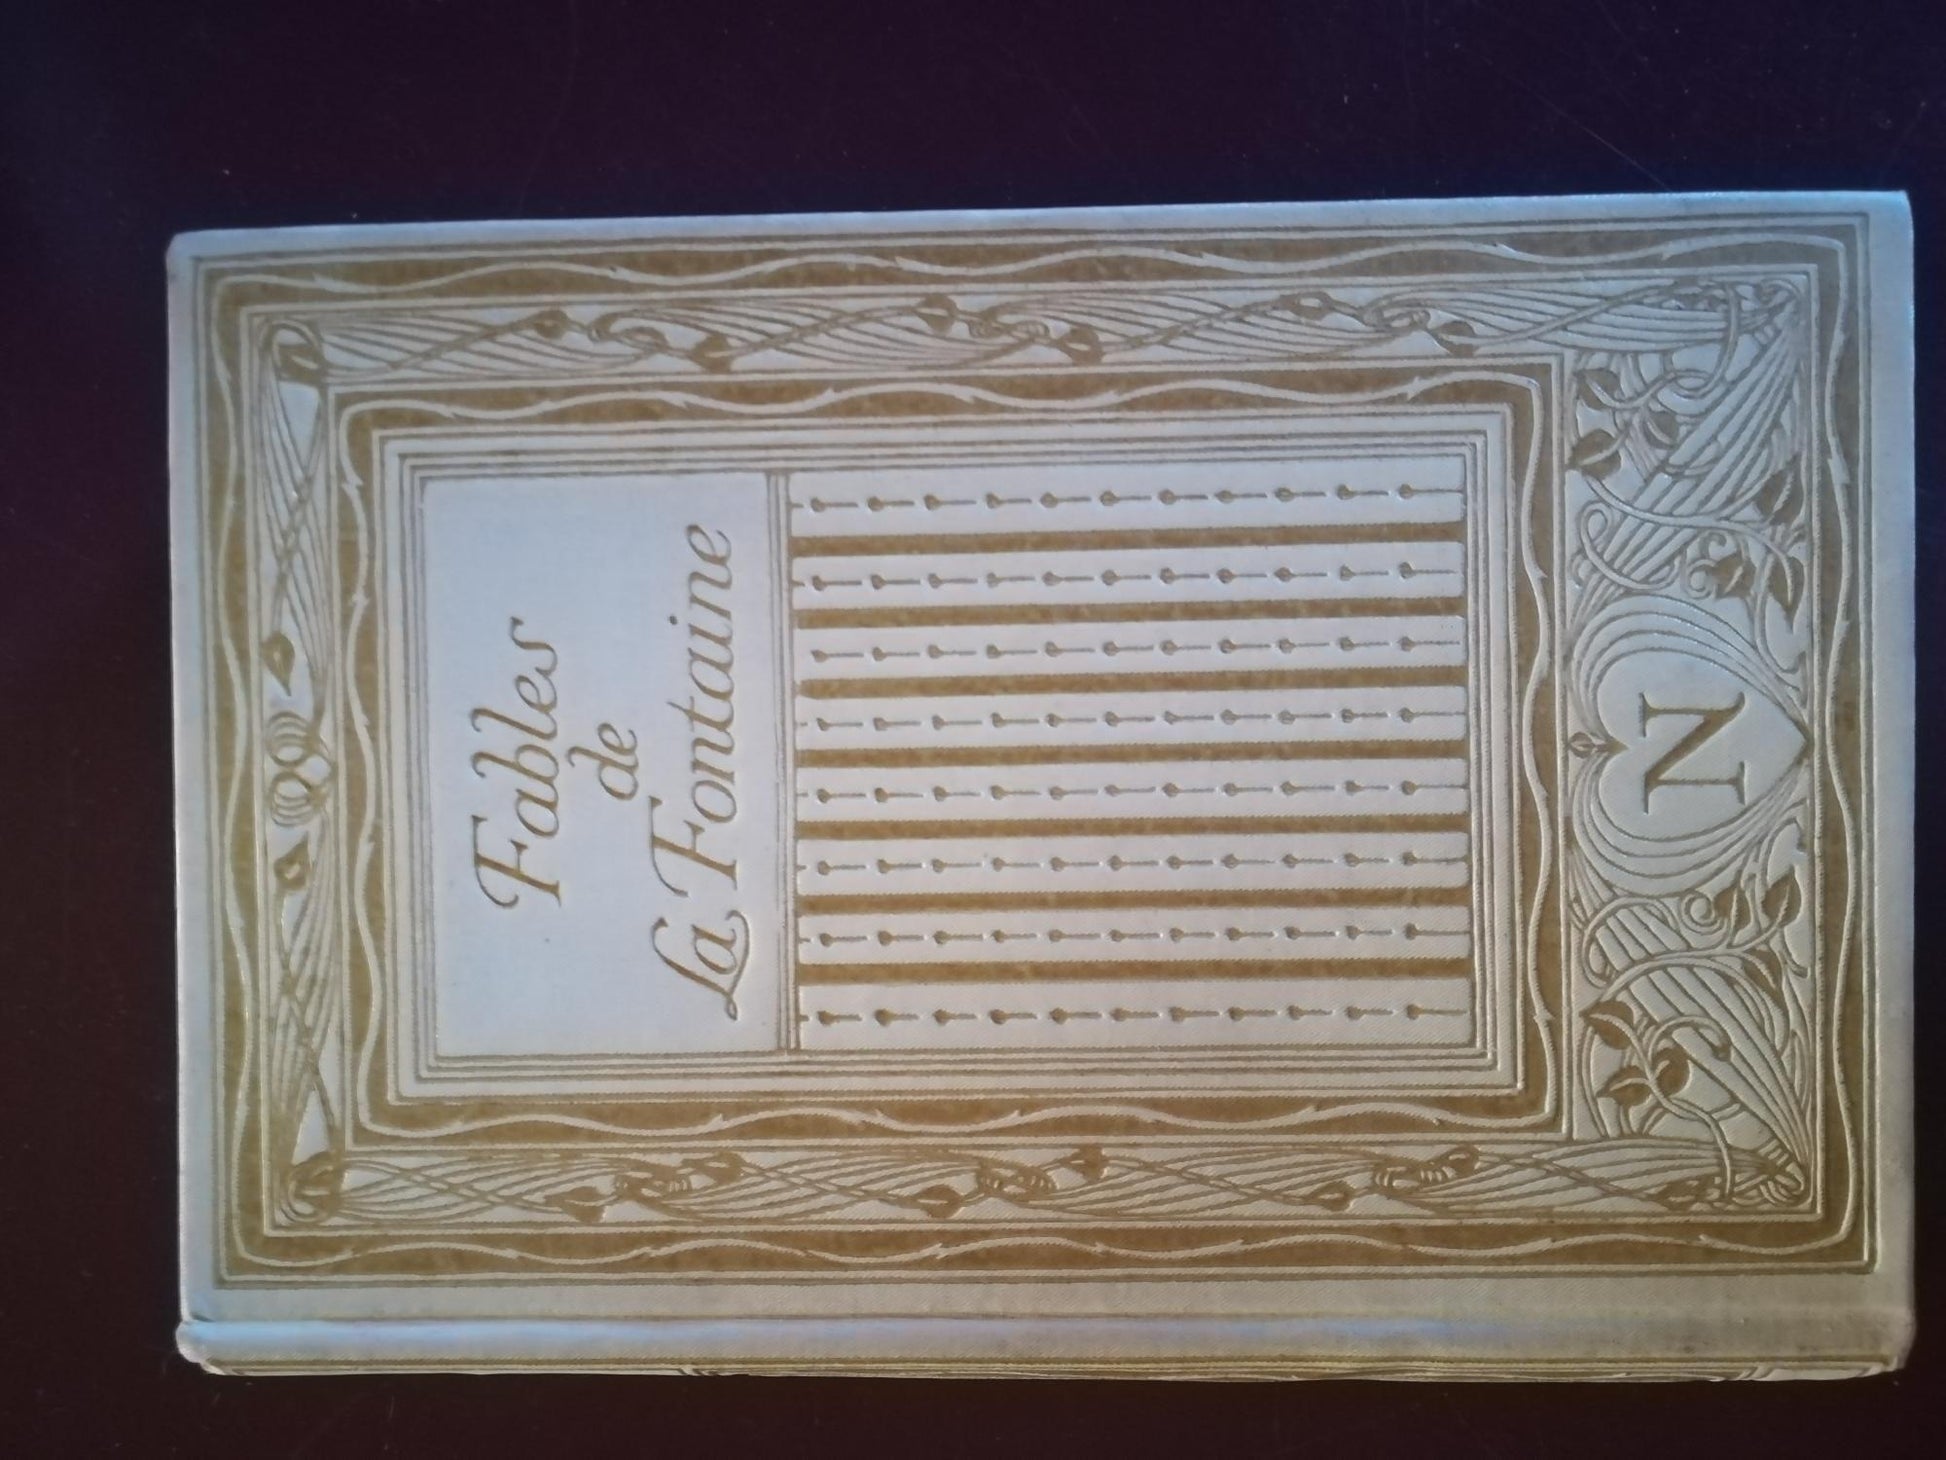 Fables
de
La Fontaine
N